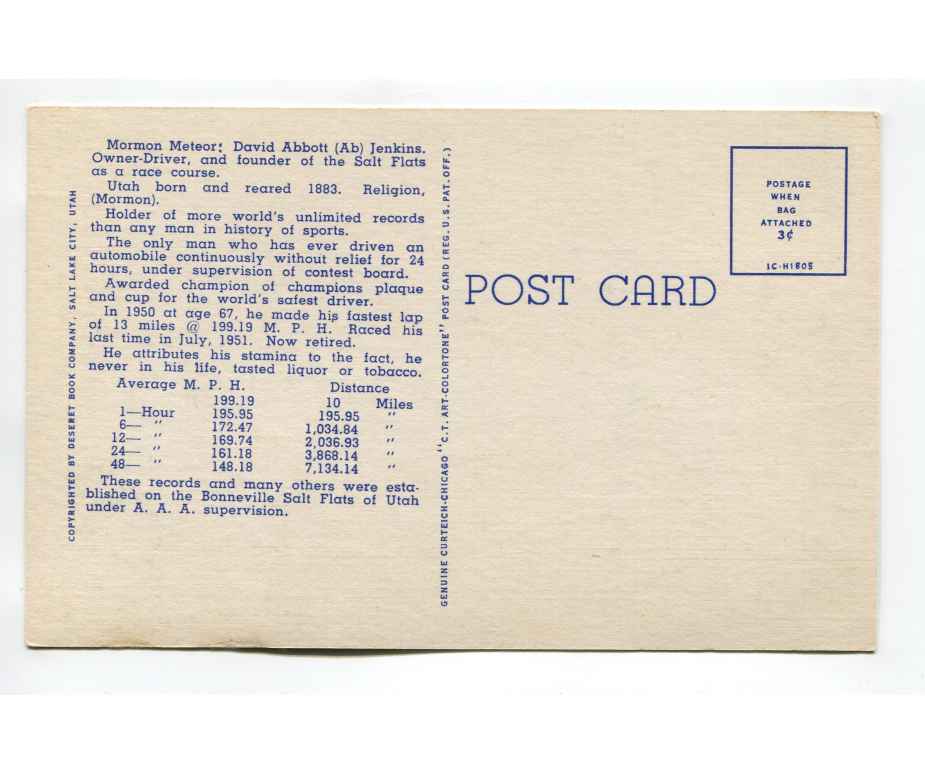 Mormon Meteor: David Abbott (Ab) Jenkins.
Owner-Driver, and founder of the Salt Flats
as a race course.
Utah born and reared 1883. Religion,
(Mormon).
Holder of more world's unlimited records
than any man in history of sports.
The only man who has ever driven an
automobile continuously without relief for 24
hours, under supervision of contest board.
Awarded champion of champions plaque
and cup for the world's safest driver.
In 1950 at age 67, he made his fastest lap
of 13 miles @ 199.19 M. P. H. Raced his
last time in July, 1951. Now retired.
He attributes his stamina to the fact, he
never in his life, tasted liquor or tobacco.
Average M. P. H. Distance
199.19 10 Miles
1—Hour 195.95 195.95 "
6— " 172.47 1,034.84 "
12— " 169.74 2,036.93 "
24— " 161.18 3,868.14 "
48— " 148.18 7,134.14 "
These records and many others were esta-
blished on the Bonneville Salt Flats of Utah
under A. A. A. supervision.
COPYRIGHTED BY DESERET BOOK COMPANY, SALT LAKE CITY, UTAH
GENUINE CURTEICH-CHICAGO "C.T. ART-COLORTONE" POST CARD (REG. U.S. PAT. OFF.)
POST CARD
POSTAGE
WHEN
BAG
ATTACHED
3¢
1C-H1805